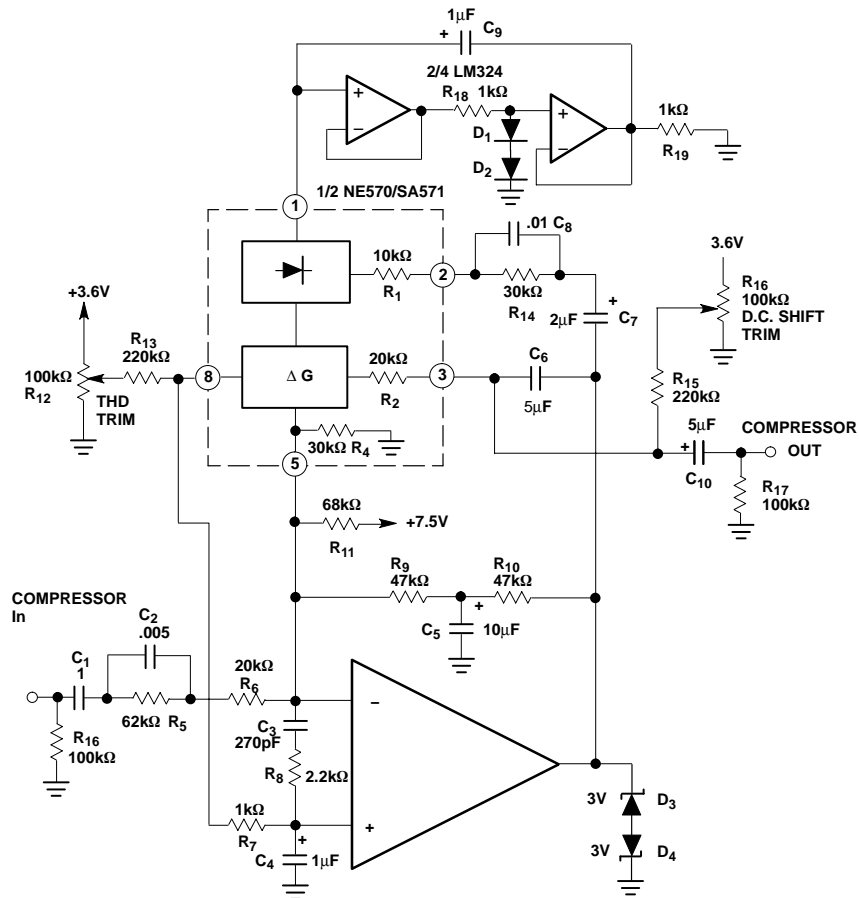 1µF
+
C9
2/4 LM324
R18
1kΩ
+
−
D1
D2
+
−
1kΩ
R19
1
1/2 NE570/SA571
.01 C8
10kΩ
R1
2
30kΩ
R14
+
2µF
C7
3.6V
R16
100kΩ
D.C. SHIFT
TRIM
+3.6V
R13
220kΩ
100kΩ
R12
THD
TRIM
8
Δ G
20kΩ
R2
3
C6
5µF
R15
220kΩ
30kΩ R4
5
5µF
+
C10
COMPRESSOR
OUT
R17
100kΩ
68kΩ
R11
+7.5V
R9
47kΩ
R10
47kΩ
C5
+
10µF
COMPRESSOR
In
C2
.005
C1
1
62kΩ R5
R16
100kΩ
20kΩ
R6
C3
270pF
R8
2.2kΩ
1kΩ
R7
−
+
+
C4
1µF
3V
D3
3V
D4